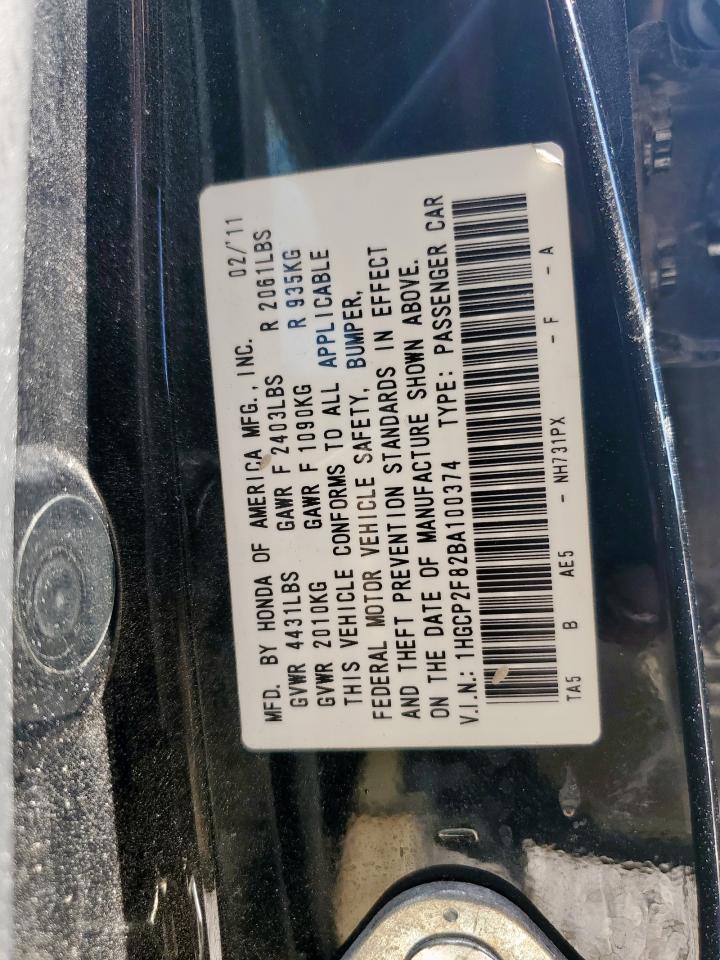 MFD. BY HONDA OF AMERICA MFG., INC. 02/'11
GVWR 4431LBS GAWR F 2403LBS R 2061LBS
GVWR 2010KG GAWR F 1090KG R 935KG
THIS VEHICLE CONFORMS TO ALL APPLICABLE
FEDERAL MOTOR VEHICLE SAFETY, BUMPER,
AND THEFT PREVENTION STANDARDS IN EFFECT
ON THE DATE OF MANUFACTURE SHOWN ABOVE.
V.I.N.: 1HGCP2F82BA100374 TYPE: PASSENGER CAR
TA5 B AE5 - NH731PX - F - A